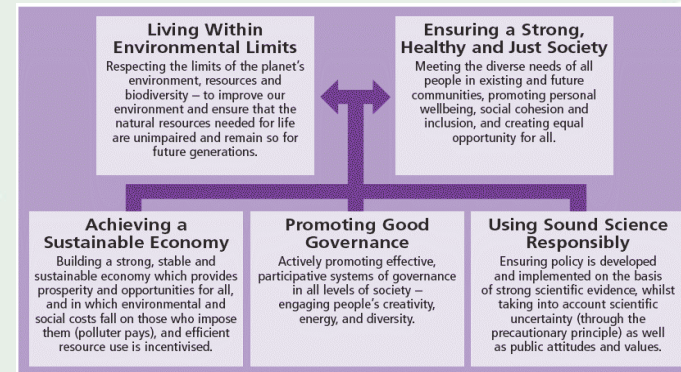 Living Within
Environmental Limits
Respecting the limits of the planet's
environment, resources and
biodiversity – to improve our
environment and ensure that the
natural resources needed for life
are unimpaired and remain so for
future generations.
Ensuring a Strong,
Healthy and Just Society
Meeting the diverse needs of all
people in existing and future
communities, promoting personal
wellbeing, social cohesion and
inclusion, and creating equal
opportunity for all.
Achieving a
Sustainable Economy
Building a strong, stable and
sustainable economy which provides
prosperity and opportunities for all,
and in which environmental and
social costs fall on those who impose
them (polluter pays), and efficient
resource use is incentivised.
Promoting Good
Governance
Actively promoting effective,
participative systems of governance
in all levels of society –
engaging people's creativity,
energy, and diversity.
Using Sound Science
Responsibly
Ensuring policy is developed
and implemented on the basis
of strong scientific evidence, whilst
taking into account scientific
uncertainty (through the
precautionary principle) as well
as public attitudes and values.